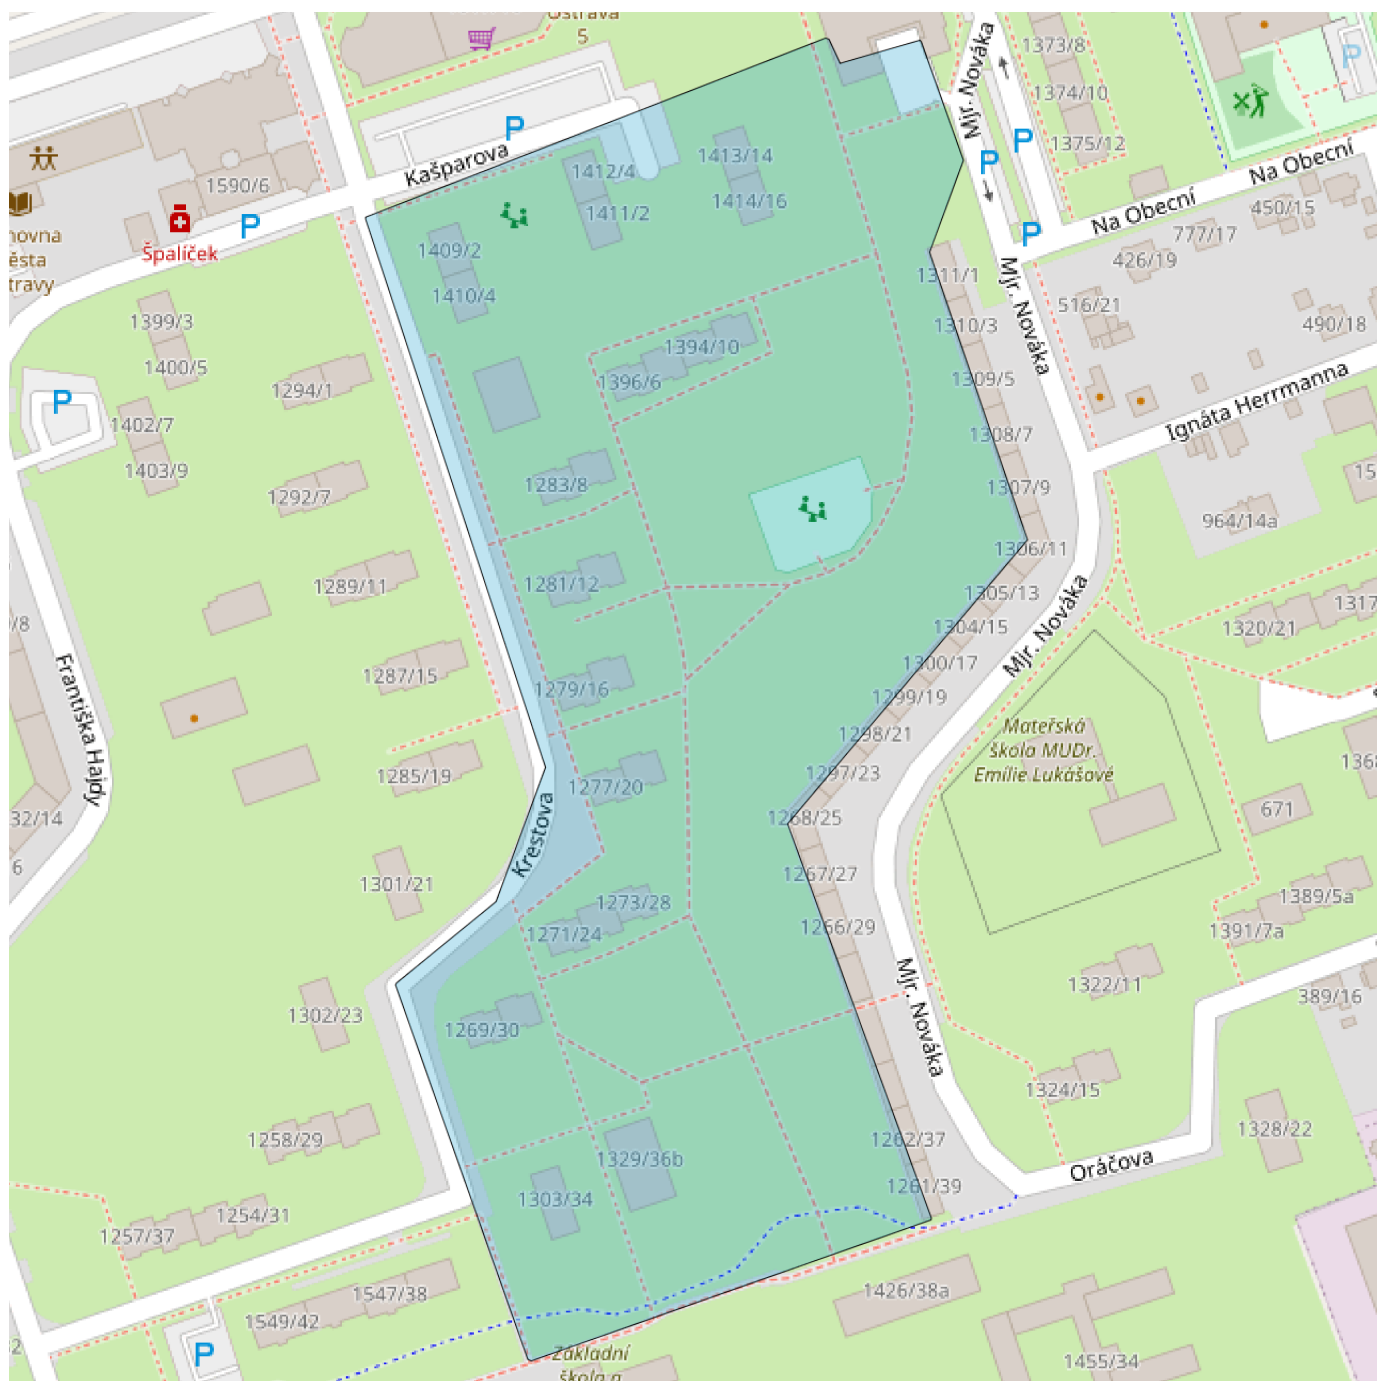 Ostrava
5
Mjr. Nováka
1373/8
1374/10
1375/12
P
P
P
P
P
P
P
P
Kašparova
1412/4
1413/14
1411/2
1414/16
1590/6
Špalíček
Na Obecní
Na Obecní
450/15
777/17
426/19
516/21
490/18
1409/2
1410/4
1399/3
1400/5
1294/1
1394/10
1396/6
1311/1
1310/3
1309/5
1308/7
1307/9
1306/11
1305/13
1304/15
1300/17
1299/19
1298/21
1297/23
1268/25
1267/27
1266/29
Mjr. Nováka
Ignáta Herrmanna
1402/7
1403/9
1292/7
1283/8
964/14a
1289/11
1281/12
1320/21
1317
Mjr. Nováka
Františka Hajdy
1287/15
1279/16
1285/19
1277/20
Mateřská
škola MUDr.
Emílie Lukášové
671
1368
32/14
6
Krestova
1301/21
1273/28
1271/24
1389/5a
1391/7a
1322/11
389/16
Mjr. Nováka
1302/23
1269/30
1324/15
1258/29
1329/36b
1303/34
1262/37
1261/39
Oráčova
1328/22
1254/31
1257/37
1547/38
1549/42
1426/38a
1455/34
Základní
škola a